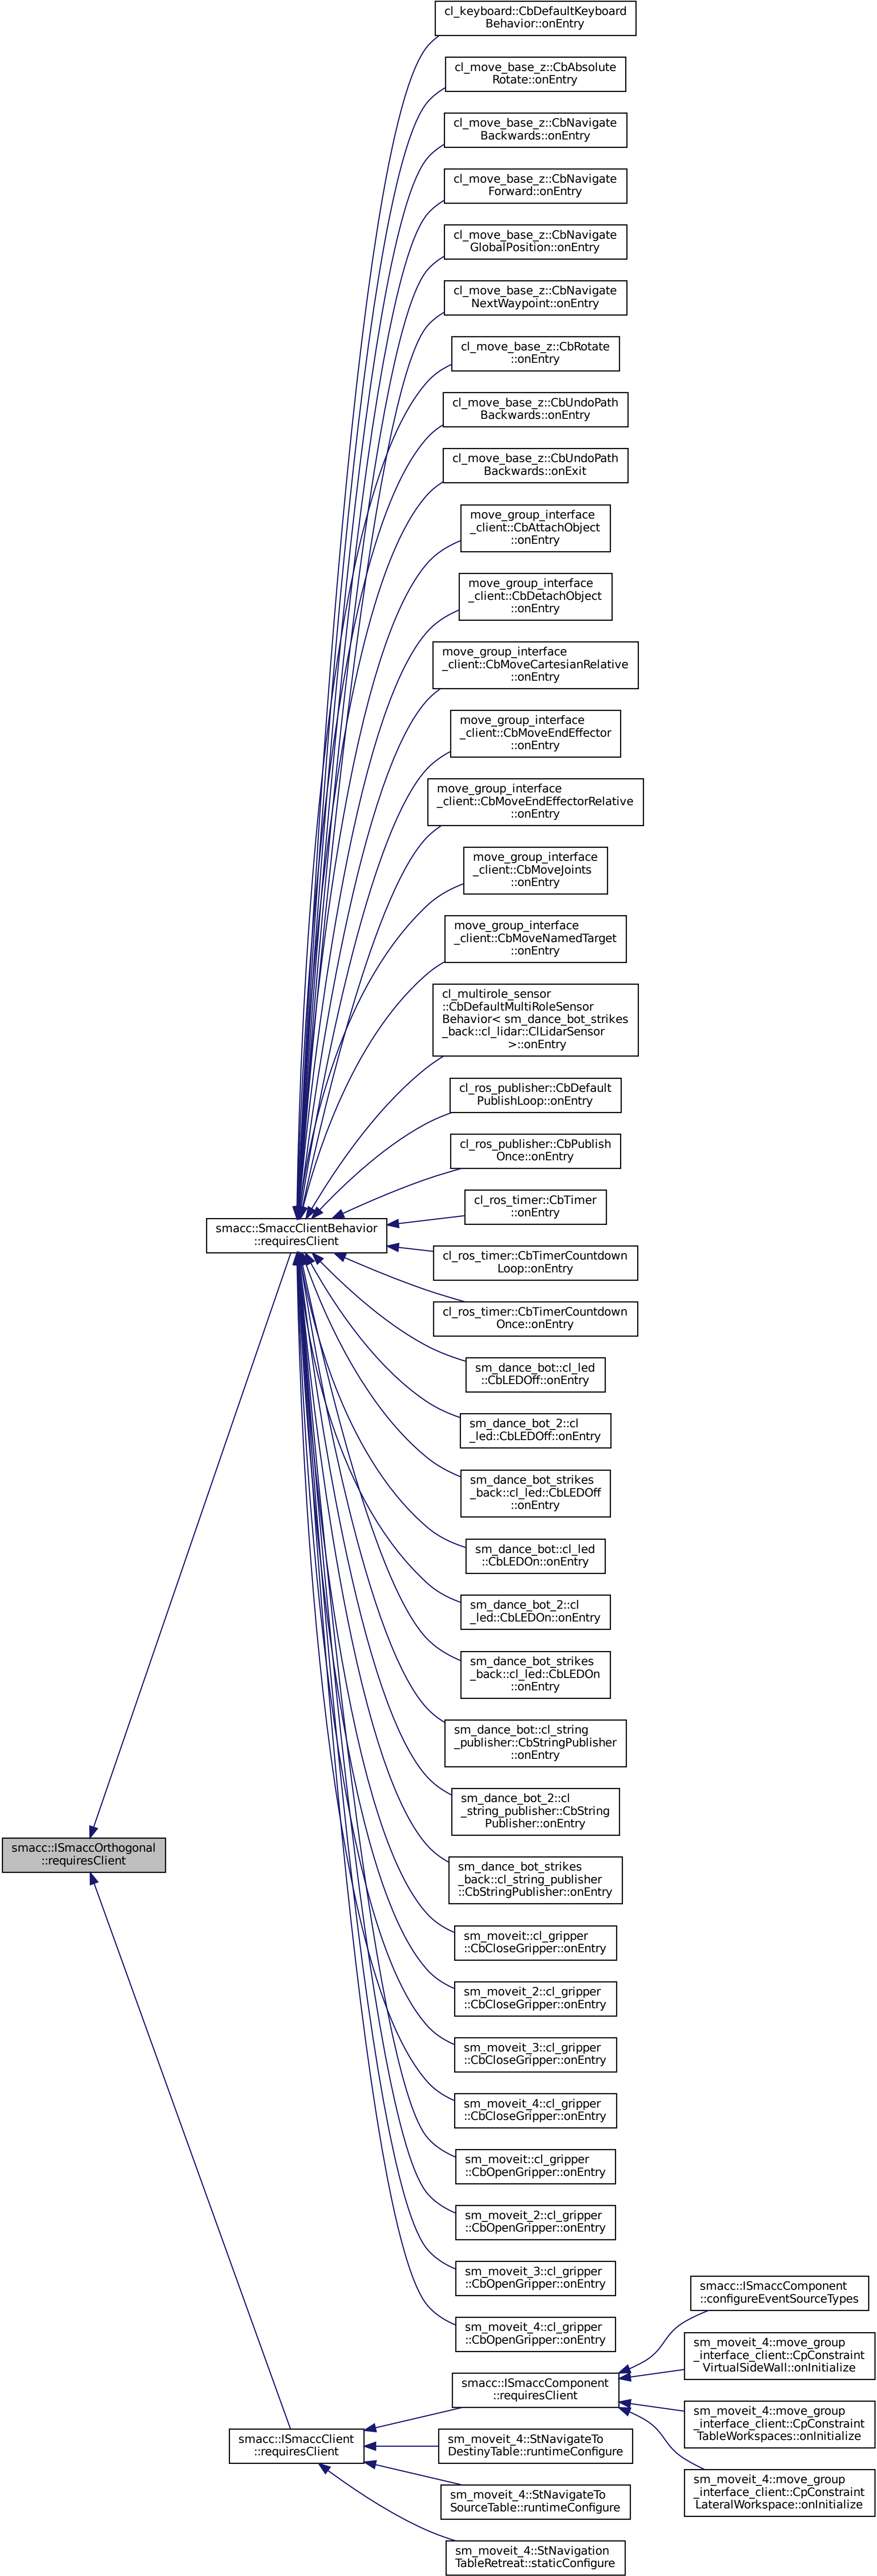 cl_keyboard::CbDefaultKeyboard
Behavior::onEntry
cl_move_base_z::CbAbsolute
Rotate::onEntry
cl_move_base_z::CbNavigate
Backwards::onEntry
cl_move_base_z::CbNavigate
Forward::onEntry
cl_move_base_z::CbNavigate
GlobalPosition::onEntry
cl_move_base_z::CbNavigate
NextWaypoint::onEntry
cl_move_base_z::CbRotate
::onEntry
cl_move_base_z::CbUndoPath
Backwards::onEntry
cl_move_base_z::CbUndoPath
Backwards::onExit
move_group_interface
_client::CbAttachObject
::onEntry
move_group_interface
_client::CbDetachObject
::onEntry
move_group_interface
_client::CbMoveCartesianRelative
::onEntry
move_group_interface
_client::CbMoveEndEffector
::onEntry
move_group_interface
_client::CbMoveEndEffectorRelative
::onEntry
move_group_interface
_client::CbMoveJoints
::onEntry
move_group_interface
_client::CbMoveNamedTarget
::onEntry
cl_multirole_sensor
::CbDefaultMultiRoleSensor
Behavior< sm_dance_bot_strikes
_back::cl_lidar::ClLidarSensor
>::onEntry
cl_ros_publisher::CbDefault
PublishLoop::onEntry
cl_ros_publisher::CbPublish
Once::onEntry
cl_ros_timer::CbTimer
::onEntry
smacc::SmaccClientBehavior
::requiresClient
cl_ros_timer::CbTimerCountdown
Loop::onEntry
cl_ros_timer::CbTimerCountdown
Once::onEntry
sm_dance_bot::cl_led
::CbLEDOff::onEntry
sm_dance_bot_2::cl
_led::CbLEDOff::onEntry
sm_dance_bot_strikes
_back::cl_led::CbLEDOff
::onEntry
sm_dance_bot::cl_led
::CbLEDOn::onEntry
sm_dance_bot_2::cl
_led::CbLEDOn::onEntry
sm_dance_bot_strikes
_back::cl_led::CbLEDOn
::onEntry
sm_dance_bot::cl_string
_publisher::CbStringPublisher
::onEntry
sm_dance_bot_2::cl
_string_publisher::CbString
Publisher::onEntry
smacc::ISmaccOrthogonal
::requiresClient
sm_dance_bot_strikes
_back::cl_string_publisher
::CbStringPublisher::onEntry
sm_moveit::cl_gripper
::CbCloseGripper::onEntry
sm_moveit_2::cl_gripper
::CbCloseGripper::onEntry
sm_moveit_3::cl_gripper
::CbCloseGripper::onEntry
sm_moveit_4::cl_gripper
::CbCloseGripper::onEntry
sm_moveit::cl_gripper
::CbOpenGripper::onEntry
sm_moveit_2::cl_gripper
::CbOpenGripper::onEntry
sm_moveit_3::cl_gripper
::CbOpenGripper::onEntry
sm_moveit_4::cl_gripper
::CbOpenGripper::onEntry
smacc::ISmaccComponent
::configureEventSourceTypes
sm_moveit_4::move_group
_interface_client::CpConstraint
VirtualSideWall::onInitialize
smacc::ISmaccComponent
::requiresClient
sm_moveit_4::move_group
_interface_client::CpConstraint
TableWorkspaces::onInitialize
smacc::ISmaccClient
::requiresClient
sm_moveit_4::StNavigateTo
DestinyTable::runtimeConfigure
sm_moveit_4::move_group
_interface_client::CpConstraint
LateralWorkspace::onInitialize
sm_moveit_4::StNavigateTo
SourceTable::runtimeConfigure
sm_moveit_4::StNavigation
TableRetreat::staticConfigure